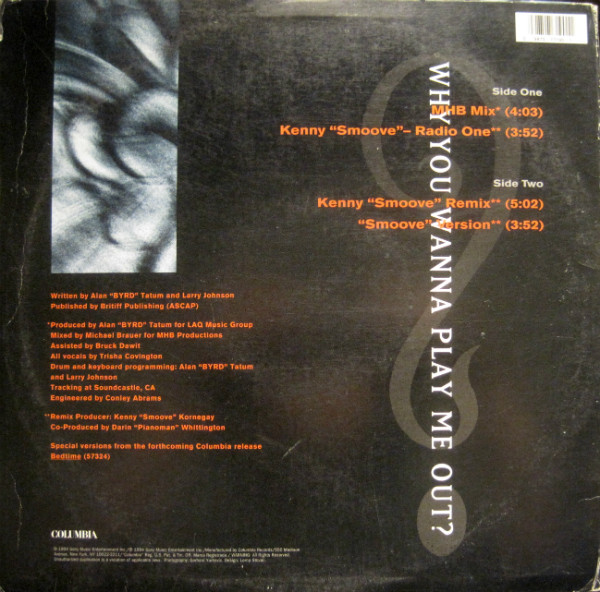 Side One
MHB Mix* (4:03)
Kenny "Smoove"– Radio One** (3:52)
Side Two
Kenny "Smoove" Remix** (5:02)
"Smoove" Version** (3:52)
WHY YOU WANNA PLAY ME OUT?
Written by Alan "BYRD" Tatum and Larry Johnson
Published by Britiff Publishing (ASCAP)
*Produced by Alan "BYRD" Tatum for LAQ Music Group
Mixed by Michael Brauer for MHB Productions
Assisted by Bruck Dawit
All vocals by Trisha Covington
Drum and keyboard programming: Alan "BYRD" Tatum
and Larry Johnson
Tracking at Soundcastle, CA
Engineered by Conley Abrams
**Remix Producer: Kenny "Smoove" Kornegay
Co-Produced by Darin "Pianoman" Whittington
Special versions from the forthcoming Columbia release
Bedtime (57324)
COLUMBIA